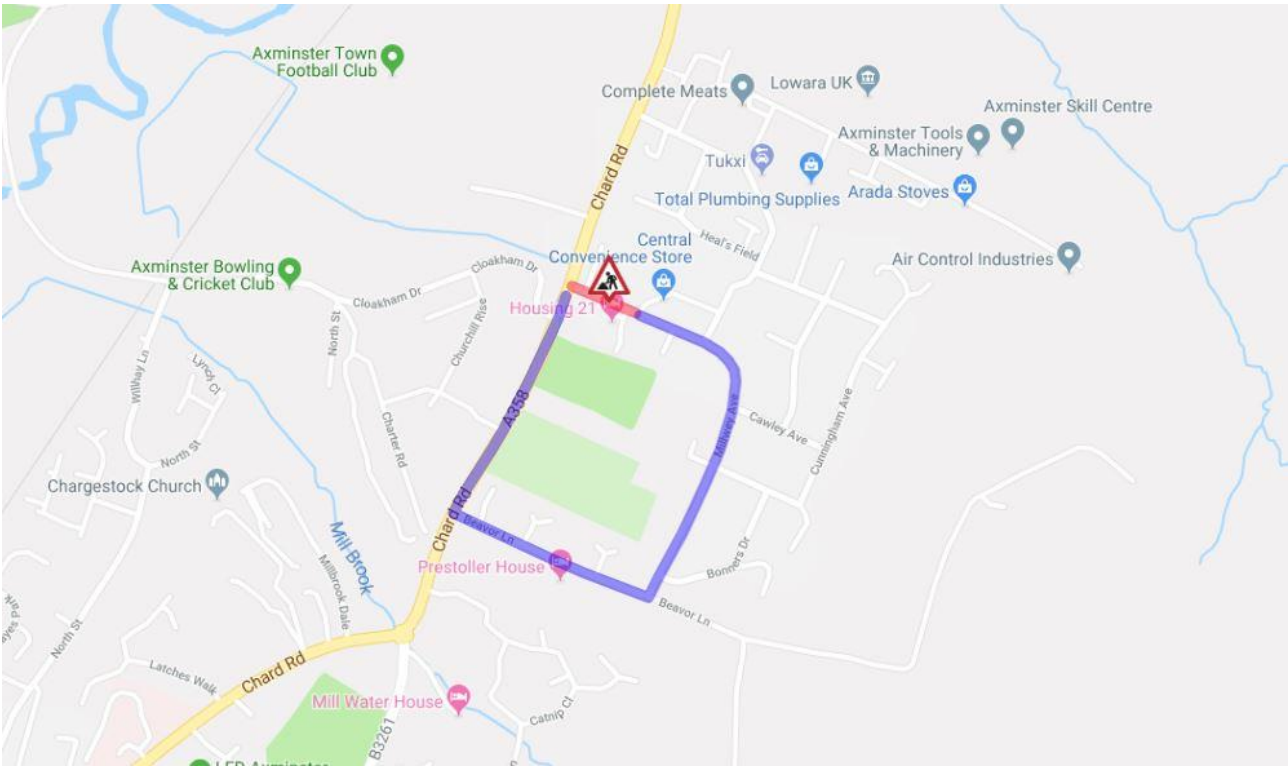 Axminster Town
Football Club
Complete Meats
Lowara UK
Axminster Skill Centre
Axminster Tools
& Machinery
Chard Rd
Tukxi
Total Plumbing Supplies
Arada Stoves
Heal's Field
Central
Convenience Store
Air Control Industries
Axminster Bowling
& Cricket Club
Cloakham Dr
Cloakham Dr
Housing 21
North St
Churchill Rise
Willhay Ln
Lynch Cl
A358
Millwey Ave
Cawley Ave
Cunningham Ave
Charter Rd
North St
Chargestock Church
Chard Rd
Beavor Ln
Mill Brook
Prestoller House
Bonners Dr
Millbrook Dale
Beavor Ln
Park
North St
Latches Walk
Chard Rd
Mill Water House
Catnip Cl
B3261